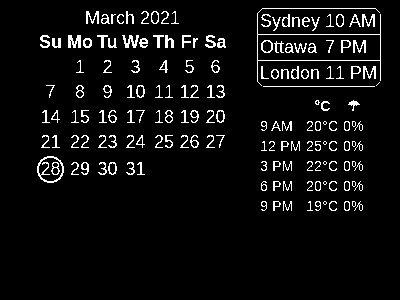 March 2021
Su Mo Tu We Th Fr Sa
1 2 3 4 5 6
7 8 9 10 11 12 13
14 15 16 17 18 19 20
21 22 23 24 25 26 27
28 29 30 31
Sydney 10 AM
Ottawa 7 PM
London 11 PM
°C
9 AM 20°C 0%
12 PM 25°C 0%
3 PM 22°C 0%
6 PM 20°C 0%
9 PM 19°C 0%